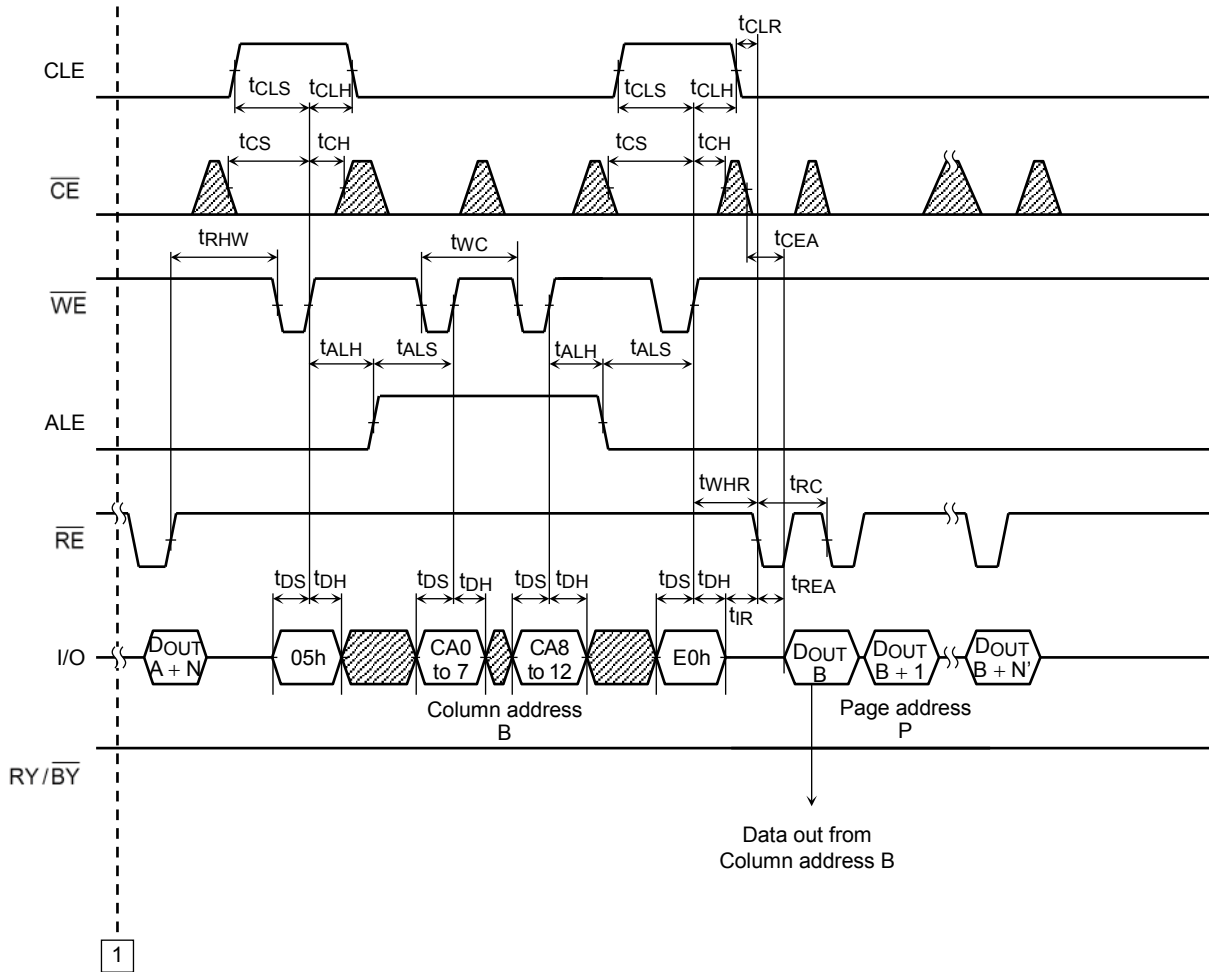 tCLR
CLE
tCLS tCLH tCLS tCLH
tCS tCH tCS tCH
CE
tCEA
tRHW tWC
WE
tALH tALS tALH tALS
ALE
tWHR tRC
RE
tDS tDH tDS tDH tDS tDH tDS tDH tREA
tIR
I/O
DOUT
A + N
05h
CA0
to 7
CA8
to 12
E0h
DOUT
B
DOUT
B + 1
DOUT
B + N’
Column address
B
Page address
P
RY/BY
Data out from
Column address B
1